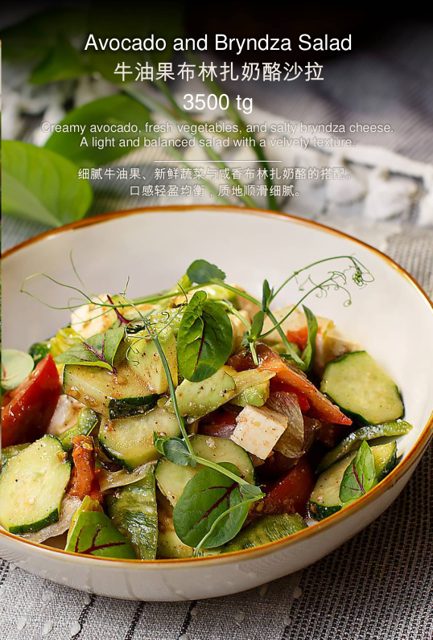 Avocado and Bryndza Salad
牛油果布林扎奶酪沙拉
3500 tg
Creamy avocado, fresh vegetables, and salty bryndza cheese.
A light and balanced salad with a velvety texture.
细腻牛油果、新鲜蔬菜与咸香布林扎奶酪的搭配。
口感轻盈均衡，质地顺滑细腻。